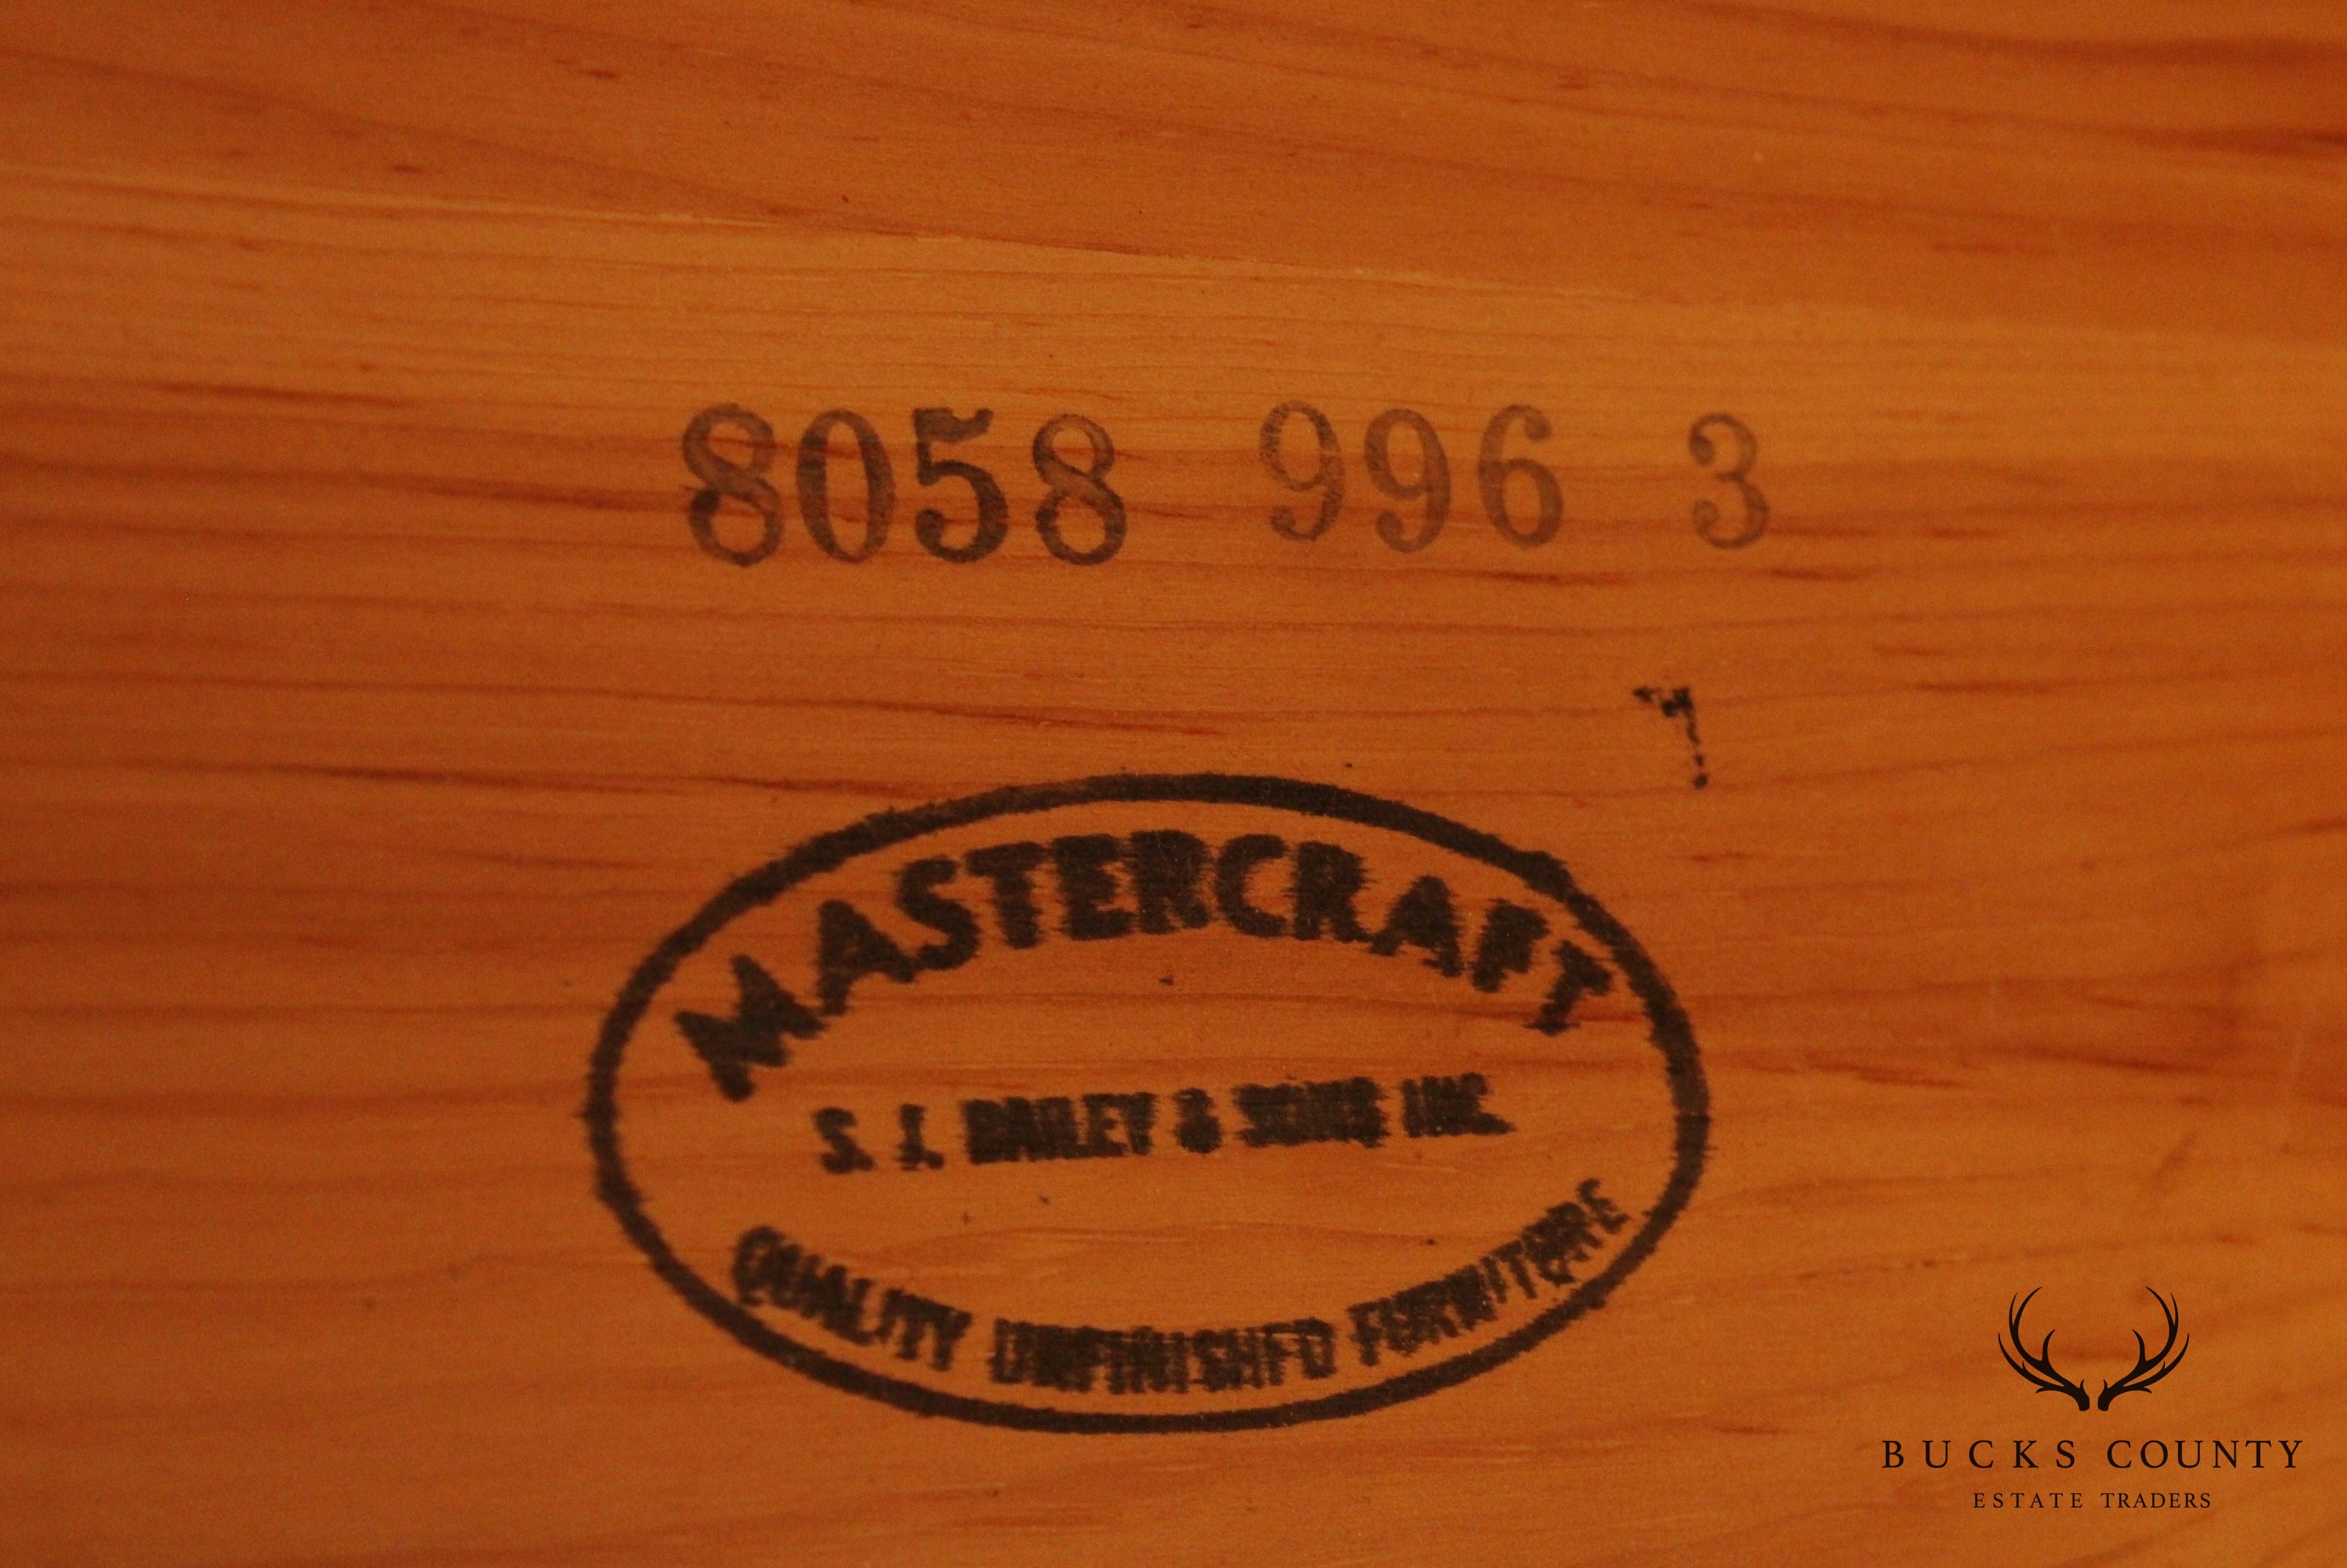 8058 996 3
MASTERCRAFT
S. J. BAILEY & SONS INC.
QUALITY UNFINISHED FURNITURE
BUCKS COUNTY
ESTATE TRADERS